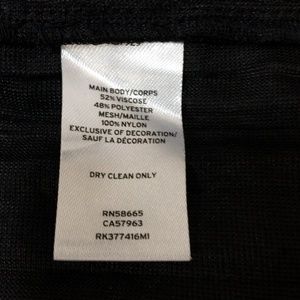 MAIN BODY/CORPS
52% VISCOSE
48% POLYESTER
MESH/MAILLE
100% NYLON
EXCLUSIVE OF DECORATION/
SAUF LA DÉCORATION
DRY CLEAN ONLY
RN58665
CA57963
RK377416M1